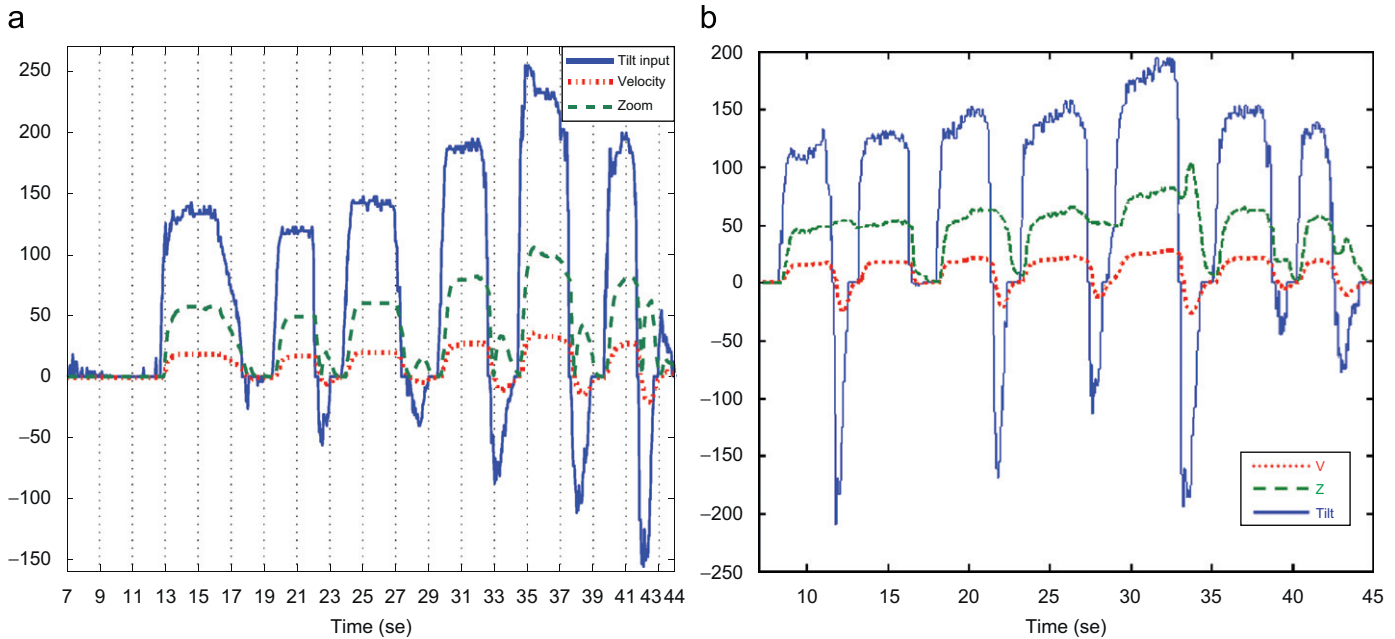 a
250
200
150
100
50
0
−50
−100
−150
7 9 11 13 15 17 19 21 23 25 27 29 31 33 35 37 39 41 43 44
Time (se)
Tilt input
Velocity
Zoom
b
200
150
100
50
0
−50
−100
−150
−200
−250
10 15 20 25 30 35 40 45
Time (se)
V
Z
Tilt